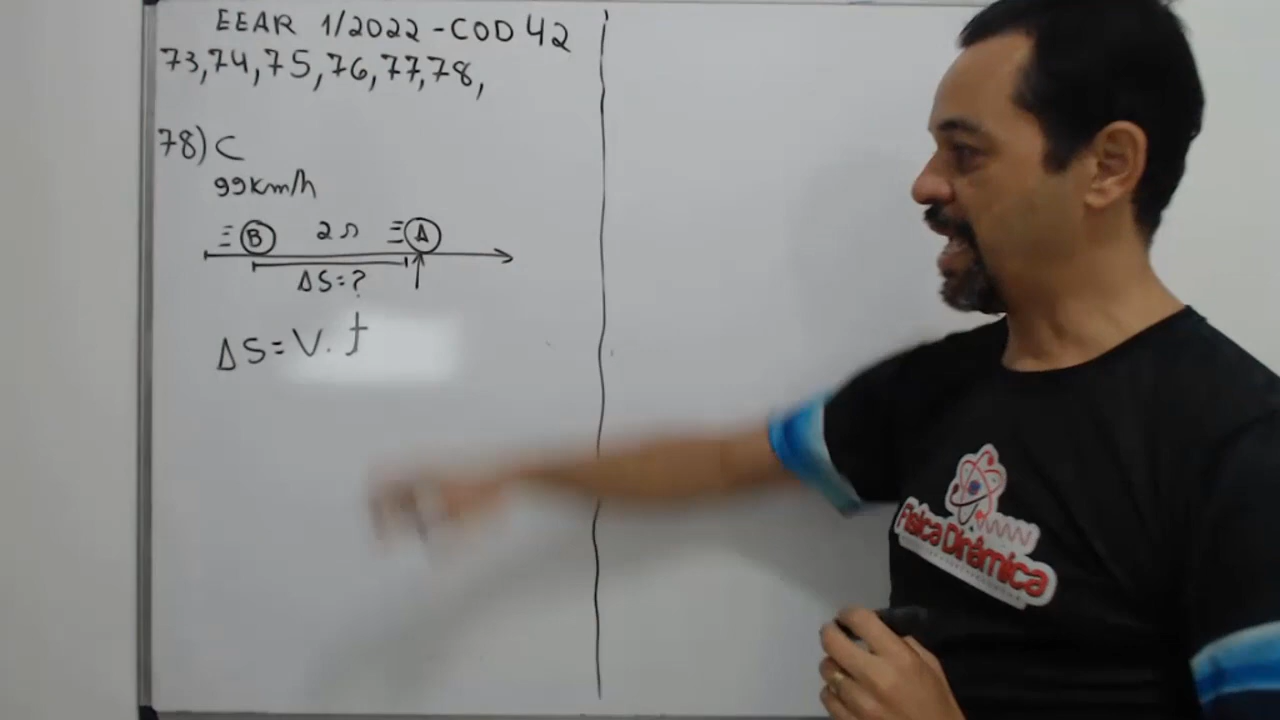 EEAR 1/2022 - COD 42
73, 74, 75, 76, 77, 78,
78) C
99km/h
B 2s A
ΔS=?
ΔS = V. t
Física Dinâmica